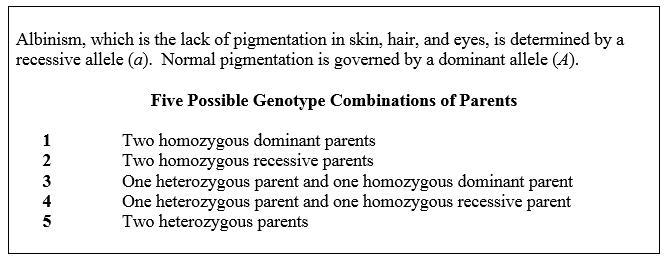 Albinism, which is the lack of pigmentation in skin, hair, and eyes, is determined by a
recessive allele (a). Normal pigmentation is governed by a dominant allele (A).
Five Possible Genotype Combinations of Parents
1 Two homozygous dominant parents
2 Two homozygous recessive parents
3 One heterozygous parent and one homozygous dominant parent
4 One heterozygous parent and one homozygous recessive parent
5 Two heterozygous parents